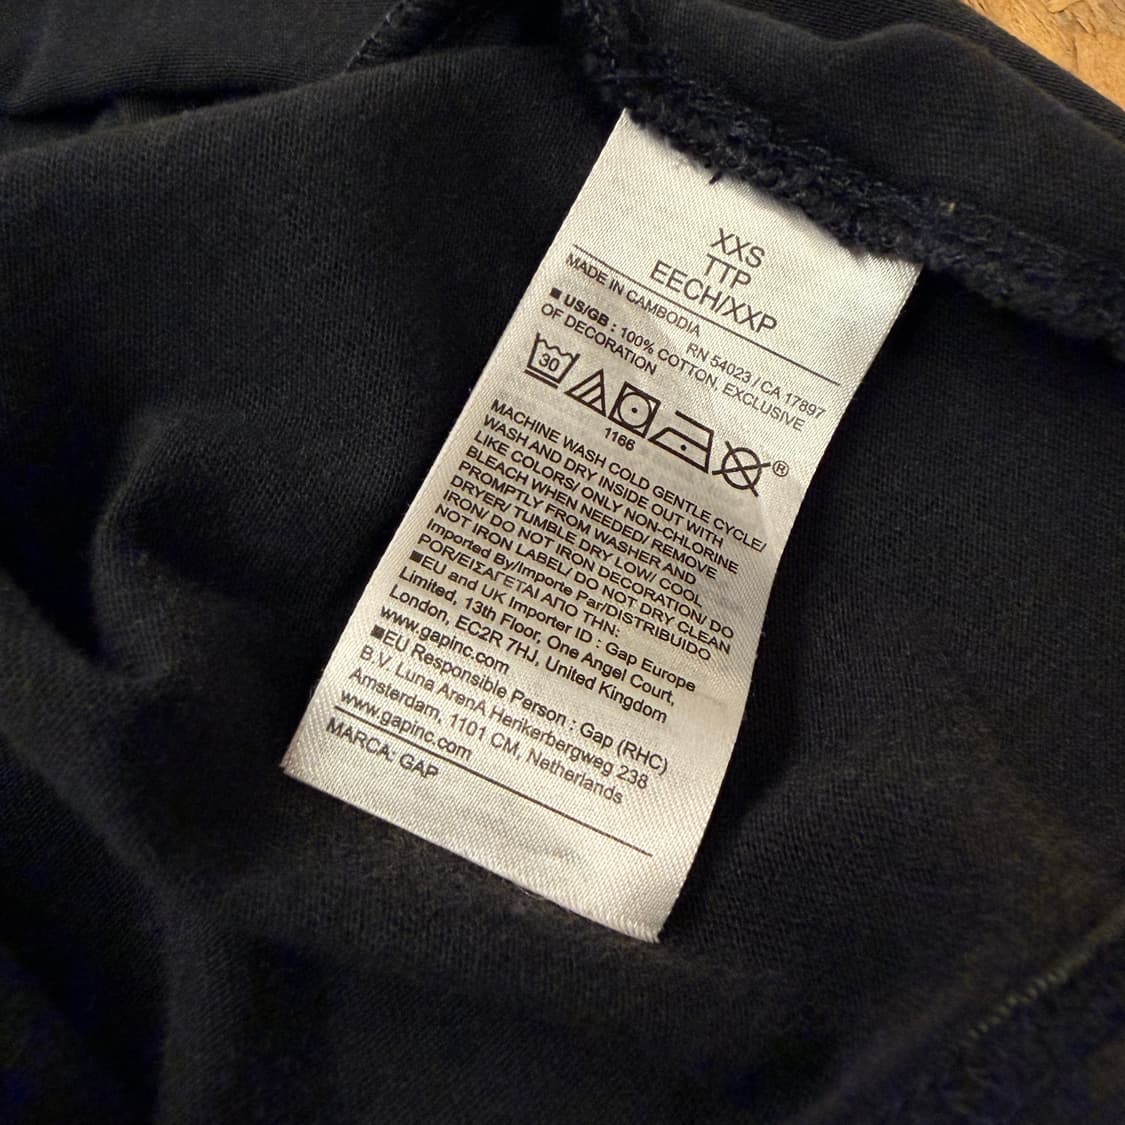 XXS
TTP
EECH/XXP
MADE IN CAMBODIA
RN 54023 / CA 17897
■ US/GB : 100% COTTON, EXCLUSIVE
OF DECORATION
30
1166
®
MACHINE WASH COLD GENTLE CYCLE/
WASH AND DRY INSIDE OUT WITH
LIKE COLORS/ ONLY NON-CHLORINE
BLEACH WHEN NEEDED/ REMOVE
PROMPTLY FROM WASHER AND
DRYER/ TUMBLE DRY LOW/ COOL
IRON/ DO NOT IRON DECORATION/ DO
NOT IRON LABEL/ DO NOT DRY CLEAN
Imported By/Importe Par/DISTRIBUIDO
POR/ΕΙΣΑΓΕΤΑΙ ΑΠΟ ΤΗΝ:
■EU and UK Importer ID : Gap Europe
Limited, 13th Floor, One Angel Court,
London, EC2R 7HJ, United Kingdom
www.gapinc.com
■EU Responsible Person : Gap (RHC)
B.V Luna ArenA Herikerbergweg 238
Amsterdam, 1101 CM, Netherlands
www.gapinc.com
MARCA: GAP